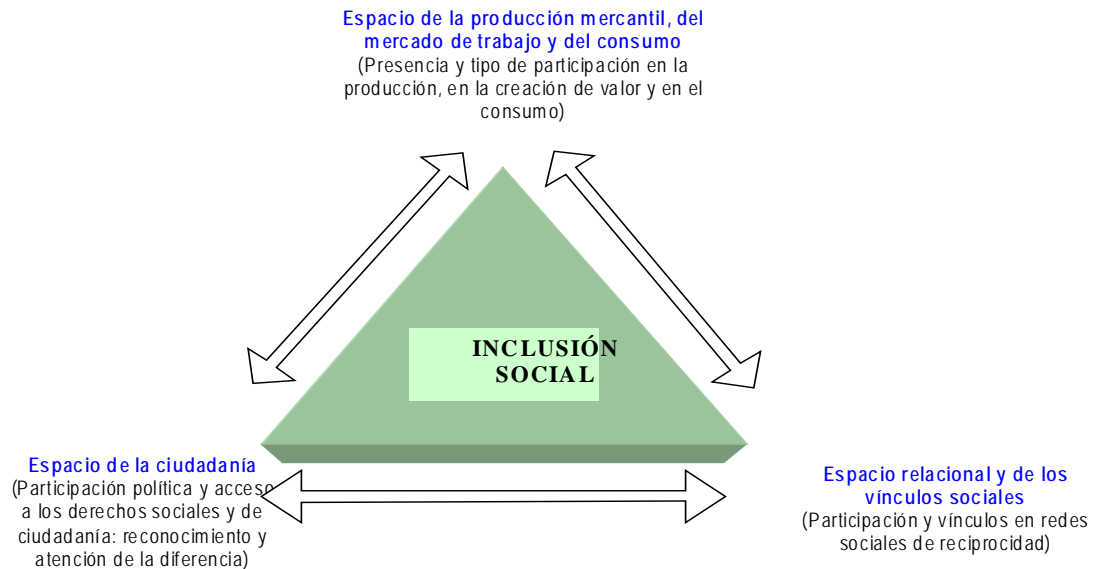 Espacio de la producción mercantil, del
mercado de trabajo y del consumo
(Presencia y tipo de participación en la
producción, en la creación de valor y en el
consumo)
INCLUSIÓN
SOCIAL
Espacio de la ciudadanía
(Participación política y acceso
a los derechos sociales y de
ciudadanía: reconocimiento y
atención de la diferencia)
Espacio relacional y de los
vínculos sociales
(Participación y vínculos en redes
sociales de reciprocidad)